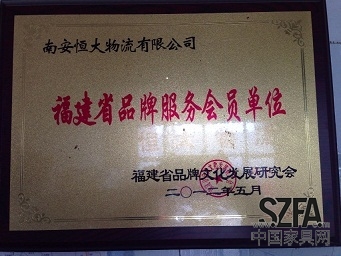 南安恒大物流有限公司
福建省品牌服务会员单位
福建省品牌文化发展研究会
二〇一二年五月
SZFA
中国家具网